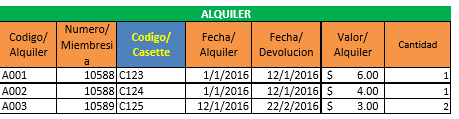 ALQUILER
Codigo/ Alquiler Numero/ Miembresi a Codigo/ Casette Fecha/ Alquiler Fecha/ Devolucion Valor/ Alquiler Cantidad
A001 10588 C123 1/1/2016 12/1/2016 $ 6.00 1
A002 10588 C124 1/1/2016 12/1/2016 $ 4.00 1
A003 10589 C125 12/1/2016 22/2/2016 $ 3.00 2